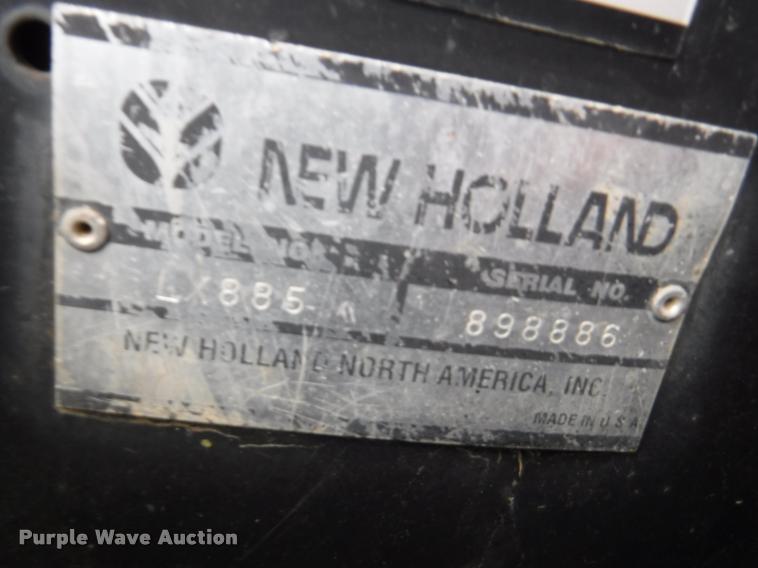 NEW HOLLAND
MODEL NO.
SERIAL NO.
LX885
898886
NEW HOLLAND NORTH AMERICA, INC.
MADE IN U.S.A.
Purple Wave Auction